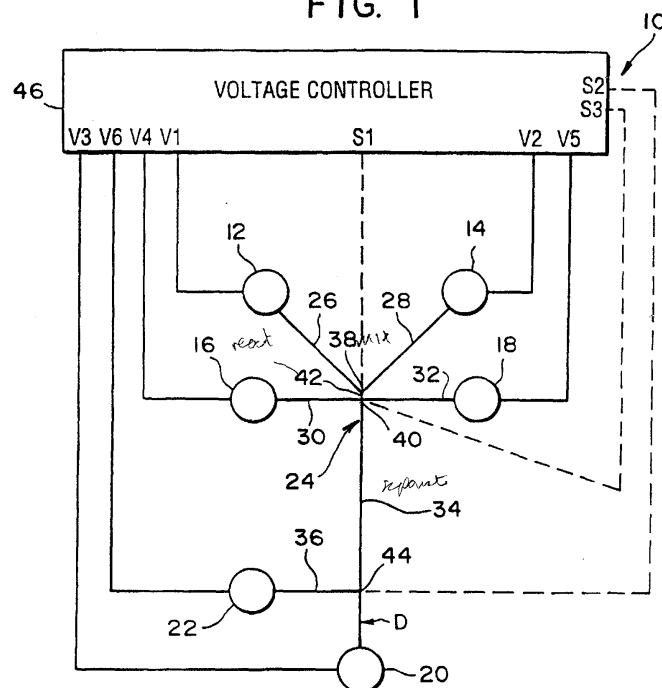 FIG. 1
10
46
VOLTAGE CONTROLLER
S2
S3
V3 V6 V4 V1 S1 V2 V5
12
14
26
28
react
38 mix
16
42
32
18
30
40
24
separate
34
36
44
22
D
20